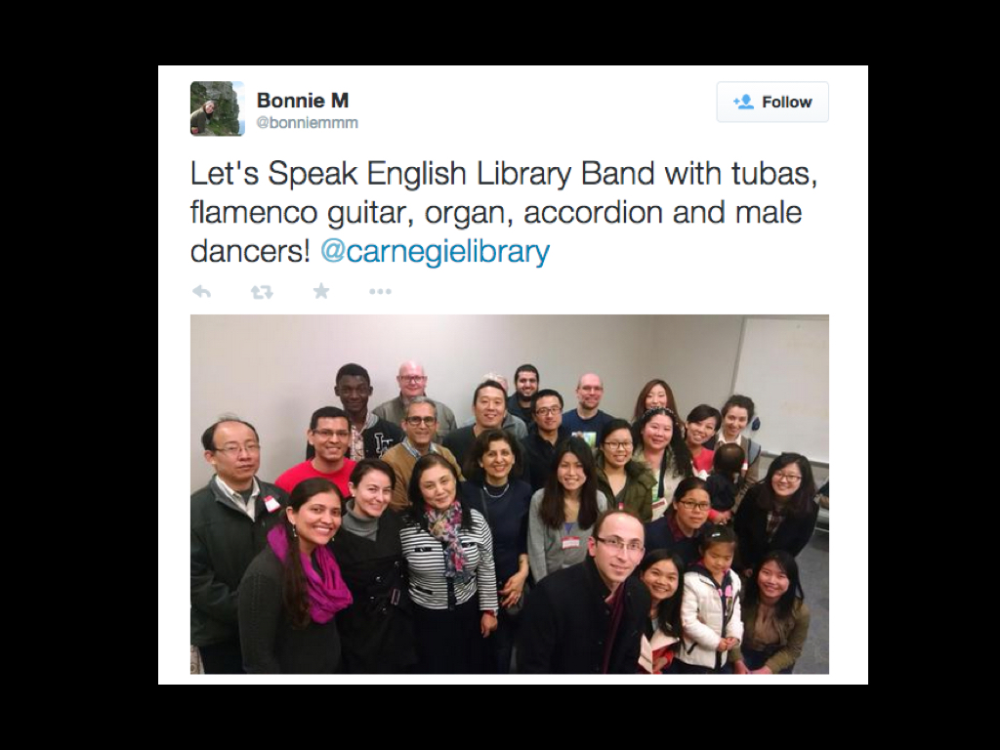 Bonnie M
@bonniemmm
Follow
Let's Speak English Library Band with tubas,
flamenco guitar, organ, accordion and male
dancers! @carnegielibrary